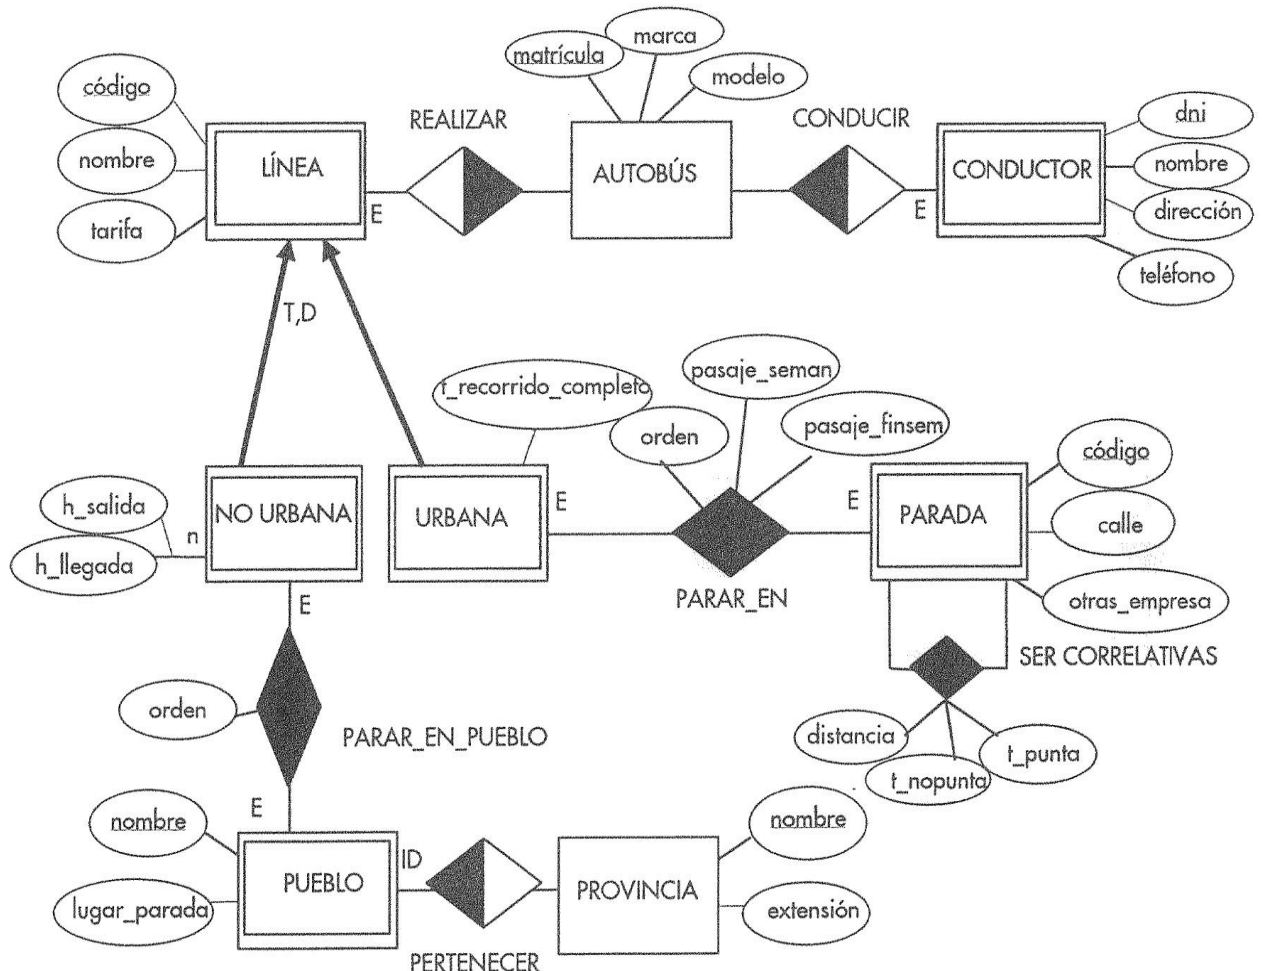 marca
matrícula
modelo
código
REALIZAR
CONDUCIR
dni
nombre
LÍNEA
AUTOBÚS
CONDUCTOR
nombre
E
E
dirección
tarifa
teléfono
T,D
pasaje_seman
f_recorrido_completo
orden
pasaje_finsem
código
h_salida
NO URBANA
URBANA
E
E
PARADA
calle
n
h_llegada
E
PARAR_EN
otras_empresa
SER CORRELATIVAS
orden
PARAR_EN_PUEBLO
distancia
t_punta
t_nopunta
nombre
E
nombre
ID
PUEBLO
PROVINCIA
lugar_parada
extensión
PERTENECER